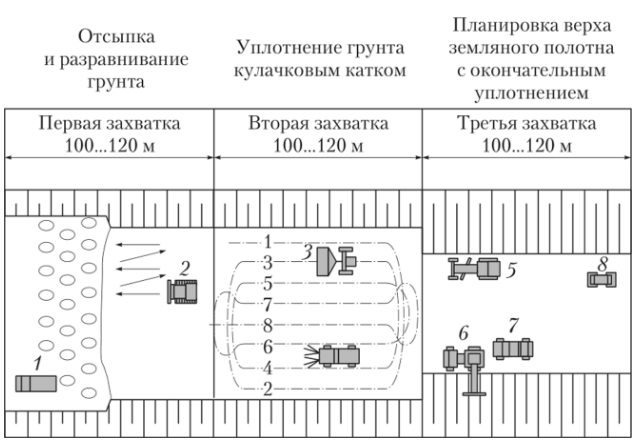 Отсыпка
и разравнивание
грунта
Уплотнение грунта
кулачковым катком
Планировка верха
земляного полотна
с окончательным
уплотнением
Первая захватка
100...120 м
Вторая захватка
100...120 м
Третья захватка
100...120 м
1
2
3
1
3
5
7
8
6
4
2
5
8
6
7